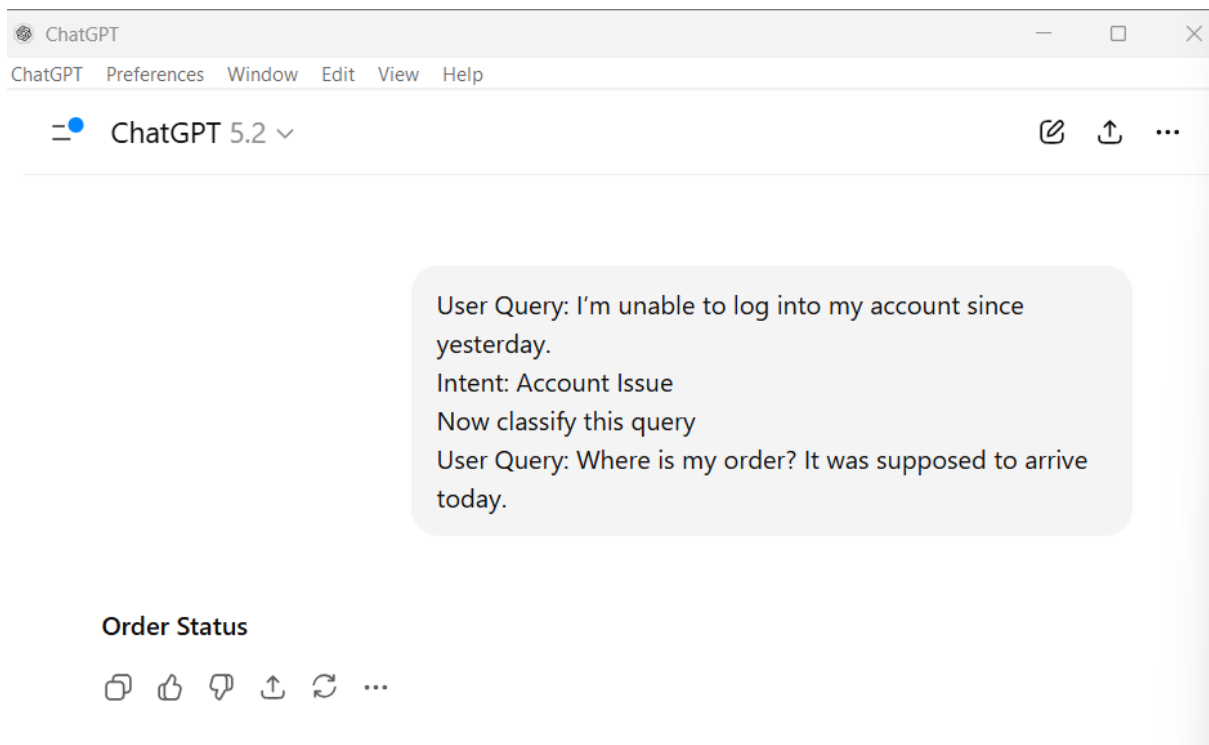 ChatGPT
ChatGPT Preferences Window Edit View Help
ChatGPT 5.2
User Query: I’m unable to log into my account since
yesterday.
Intent: Account Issue
Now classify this query
User Query: Where is my order? It was supposed to arrive
today.
Order Status